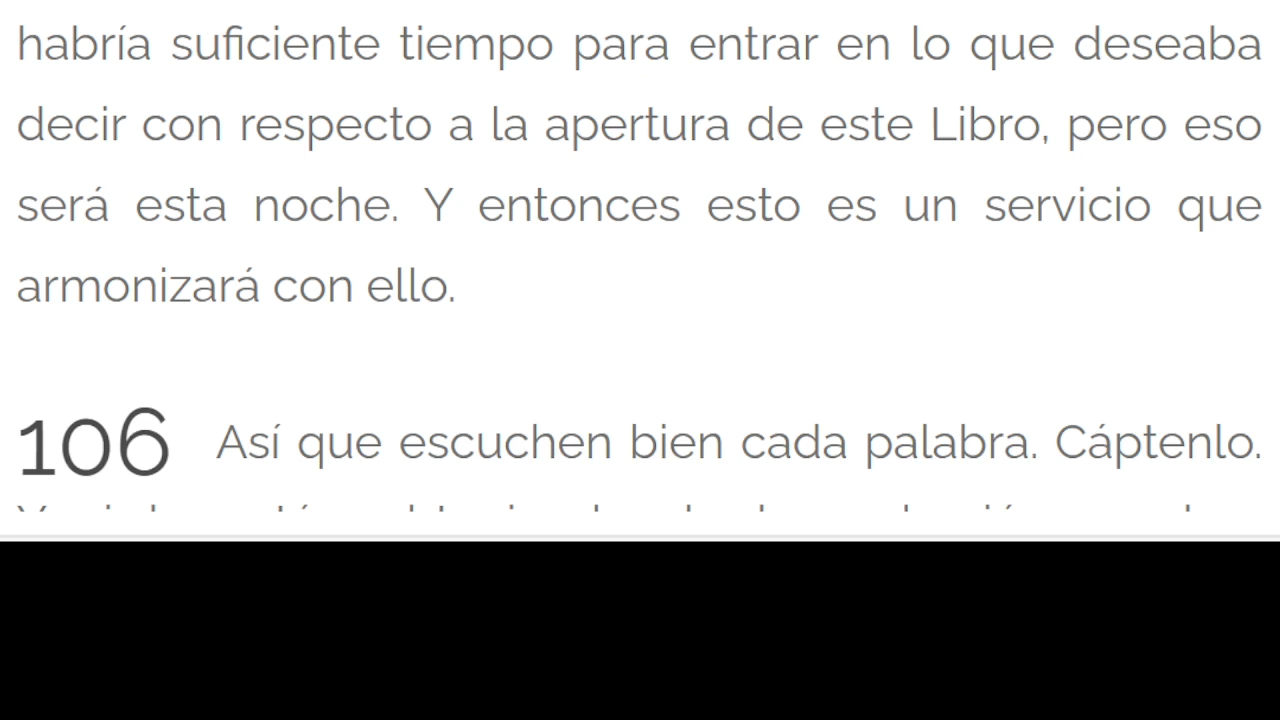 habría suficiente tiempo para entrar en lo que deseaba
decir con respecto a la apertura de este Libro, pero eso
será esta noche. Y entonces esto es un servicio que
armonizará con ello.
106 Así que escuchen bien cada palabra. Cáptenlo.